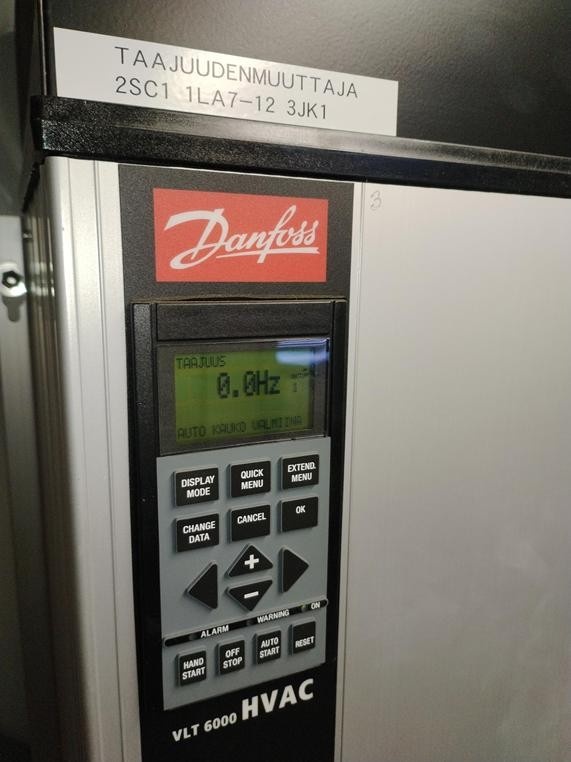 TAAJUUDENMUUTTAJA
2SC1 1LA7-12 3JK1
3
Danfoss
TAAJUUS
0.0Hz
1
AUTO KAUKO VALMIINA
DISPLAY MODE
QUICK MENU
EXTEND. MENU
CHANGE DATA
CANCEL
OK
+
-
ALARM WARNING ON
HAND START
OFF STOP
AUTO START
RESET
VLT 6000 HVAC